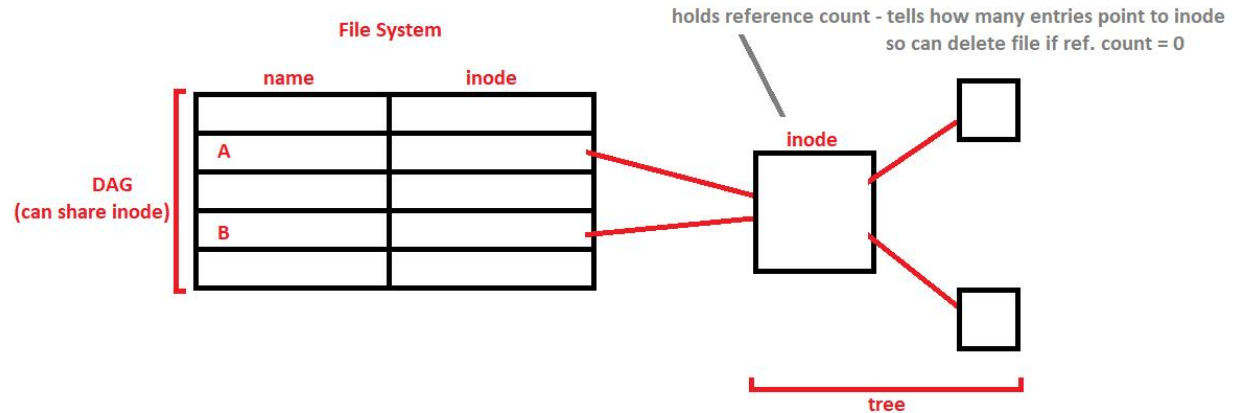 holds reference count - tells how many entries point to inode
so can delete file if ref. count = 0
File System
name
inode
A
B
DAG
(can share inode)
inode
tree